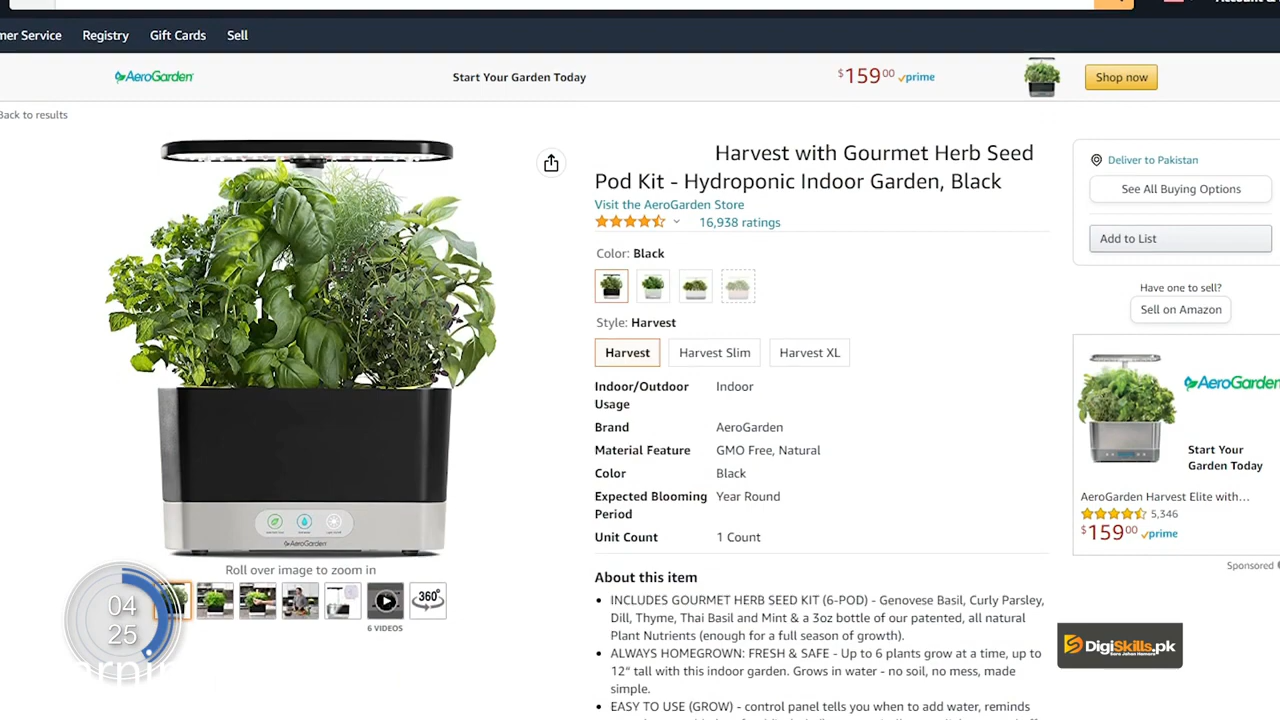 mer Service Registry Gift Cards Sell
AeroGarden Start Your Garden Today $159.00 prime Shop now
Back to results
Harvest with Gourmet Herb Seed
Pod Kit - Hydroponic Indoor Garden, Black
Visit the AeroGarden Store
16,938 ratings
Color: Black
Style: Harvest
Harvest Harvest Slim Harvest XL
Indoor/Outdoor Usage Indoor
Brand AeroGarden
Material Feature GMO Free, Natural
Color Black
Expected Blooming Period Year Round
Unit Count 1 Count
About this item
INCLUDES GOURMET HERB SEED KIT (6-POD) - Genovese Basil, Curly Parsley,
Dill, Thyme, Thai Basil and Mint & a 3oz bottle of our patented, all natural
Plant Nutrients (enough for a full season of growth).
ALWAYS HOMEGROWN: FRESH & SAFE - Up to 6 plants grow at a time, up to
12“ tall with this indoor garden. Grows in water - no soil, no mess, made
simple.
EASY TO USE (GROW) - control panel tells you when to add water, reminds
AeroGarden
Roll over image to zoom in
360°
6 VIDEOS
04
25
Deliver to Pakistan
See All Buying Options
Add to List
Have one to sell?
Sell on Amazon
AeroGarden
Start Your
Garden Today
AeroGarden Harvest Elite with...
5,346
$159.00 prime
Sponsored
DigiSkills.pk